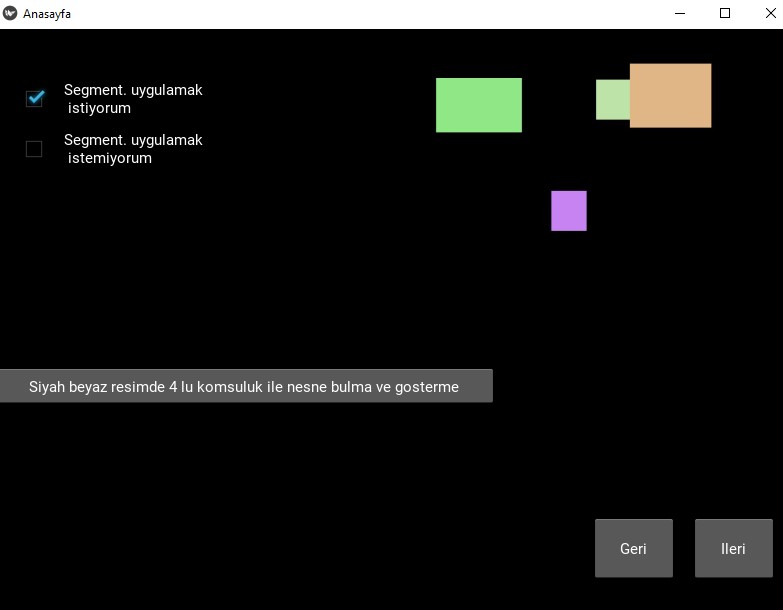 Anasayfa
Segment. uygulamak
istiyorum
Segment. uygulamak
istemiyorum
Siyah beyaz resimde 4 lu komsuluk ile nesne bulma ve gosterme
Geri
Ileri